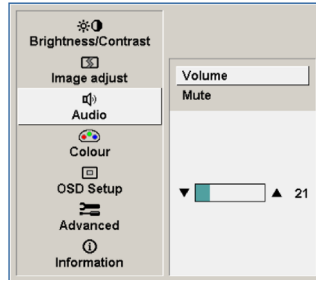 Brightness/Contrast
Image adjust
Audio
Colour
OSD Setup
Advanced
Information
Volume
Mute
21